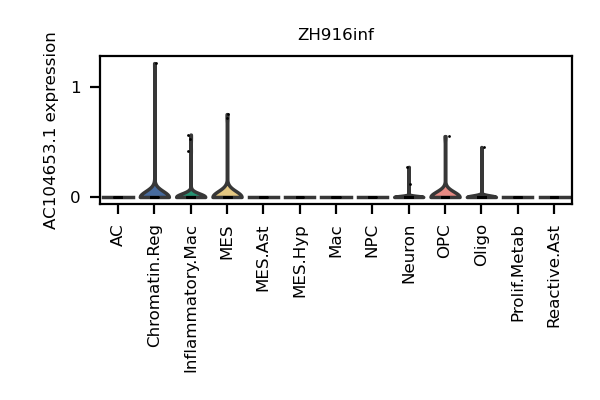 ZH916inf
AC104653.1 expression
1
0
AC
Chromatin.Reg
Inflammatory.Mac
MES
MES.Ast
MES.Hyp
Mac
NPC
Neuron
OPC
Oligo
Prolif.Metab
Reactive.Ast